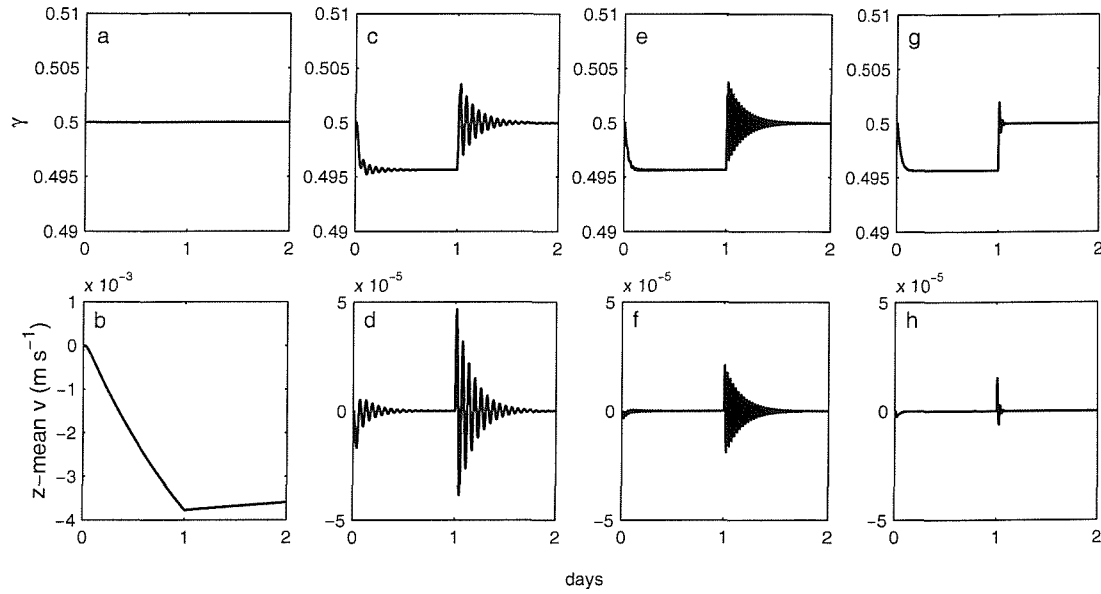 0.51 0.51 0.51 0.51
a c e g
0.505 0.505 0.505 0.505
γ 0.5 0.5 0.5 0.5
0.495 0.495 0.495 0.495
0.49 0.49 0.49 0.49
0 1 2 0 1 2 0 1 2 0 1 2
x 10⁻³ x 10⁻⁵ x 10⁻⁵ x 10⁻⁵
1 5 5 5
b d f h
0
z-mean v (m s⁻¹)
-1 0 0 0
-2
-3
-4 -5 -5 -5
0 1 2 0 1 2 0 1 2 0 1 2
days